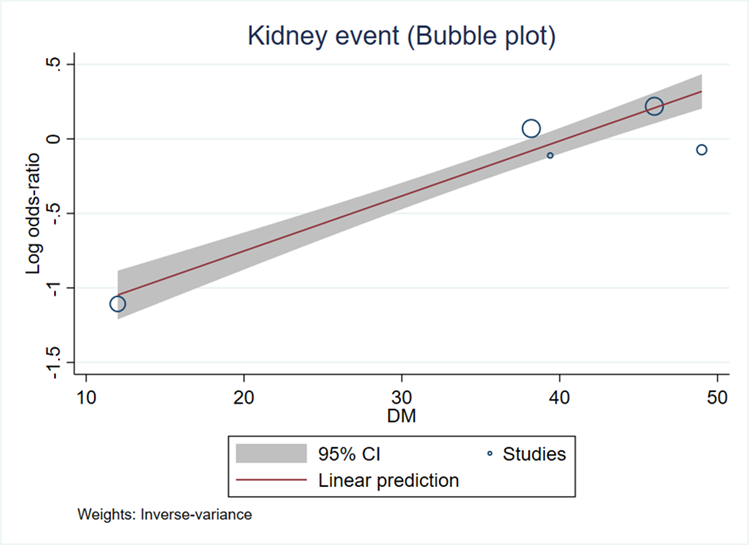 Kidney event (Bubble plot)
Log odds-ratio
.5
0
-.5
-1
-1.5
10 20 30 40 50
DM
95% CI Studies
Linear prediction
Weights: Inverse-variance